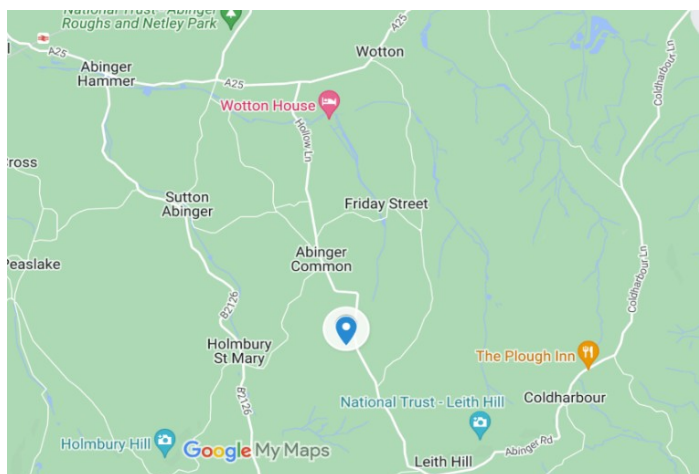 National Trust - Abinger
Roughs and Netley Park
A25
Wotton
A25
Abinger
Hammer
A25
Wotton House
Hollow Ln
Coldharbour Ln
ross
Sutton
Abinger
Friday Street
Peaslake
Abinger
Common
B2126
Coldharbour Ln
Holmbury
St Mary
The Plough Inn
B2126
National Trust - Leith Hill
Coldharbour
Holmbury Hill
Google My Maps
Leith Hill
Abinger Rd